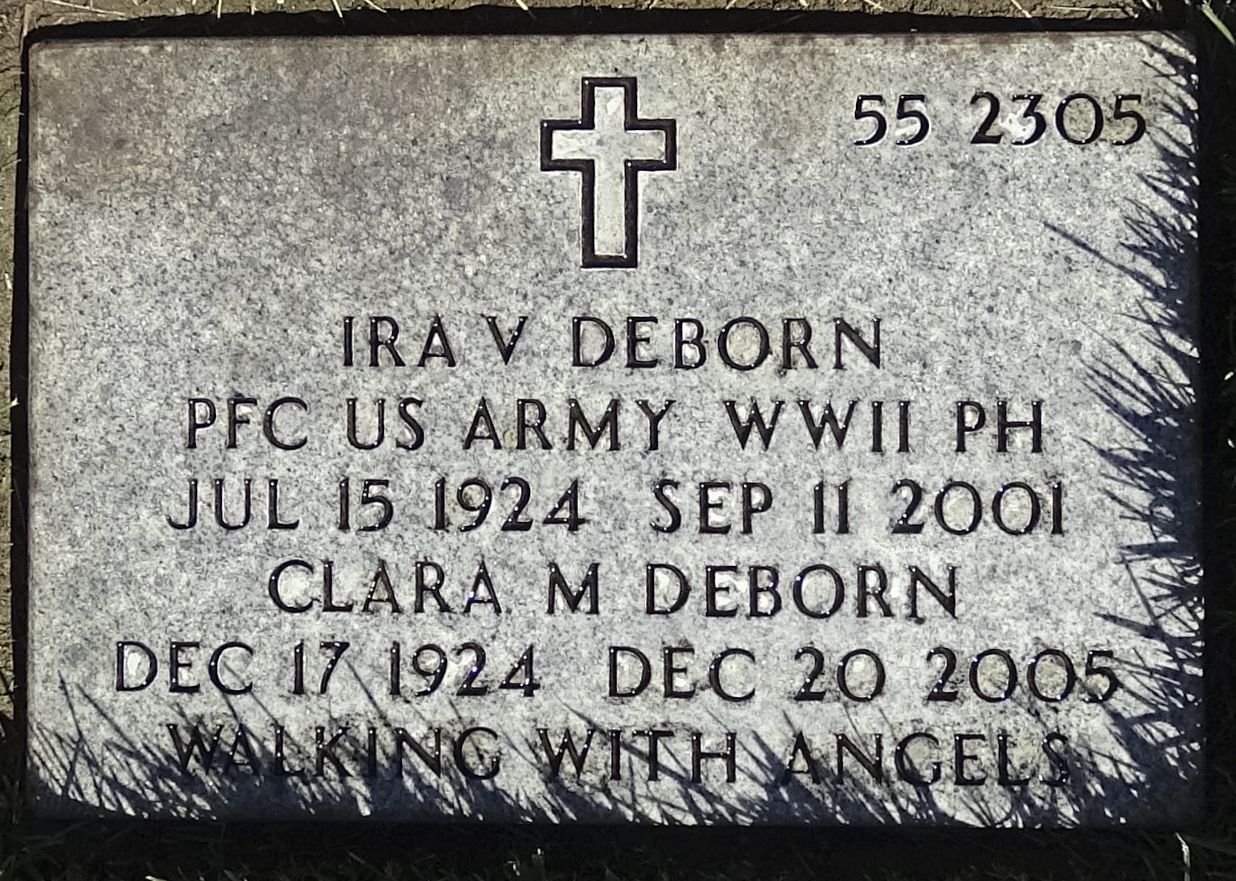 55 2305
IRA V DEBORN
PFC US ARMY WWII PH
JUL 15 1924 SEP 11 2001
CLARA M DEBORN
DEC 17 1924 DEC 20 2005
WALKING WITH ANGELS